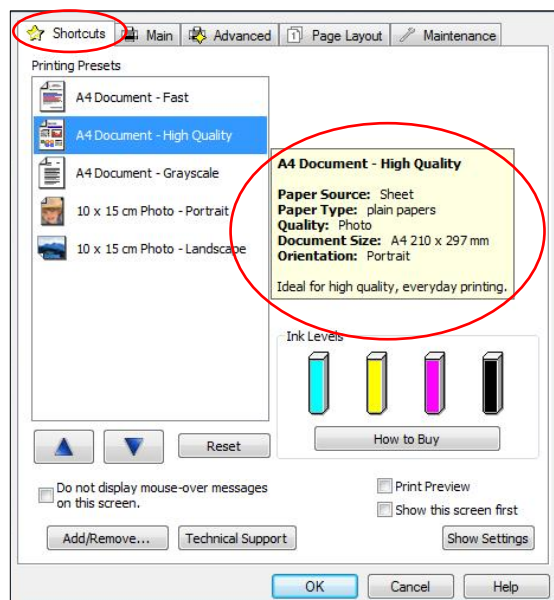 Shortcuts Main Advanced 1 Page Layout Maintenance
Printing Presets
A4 Document - Fast
A4 Document - High Quality
A4 Document - Grayscale
10 x 15 cm Photo - Portrait
10 x 15 cm Photo - Landscape
A4 Document - High Quality
Paper Source: Sheet
Paper Type: plain papers
Quality: Photo
Document Size: A4 210 x 297 mm
Orientation: Portrait
Ideal for high quality, everyday printing.
Ink Levels
How to Buy
Reset
Do not display mouse-over messages
on this screen.
Print Preview
Show this screen first
Add/Remove... Technical Support Show Settings
OK Cancel Help